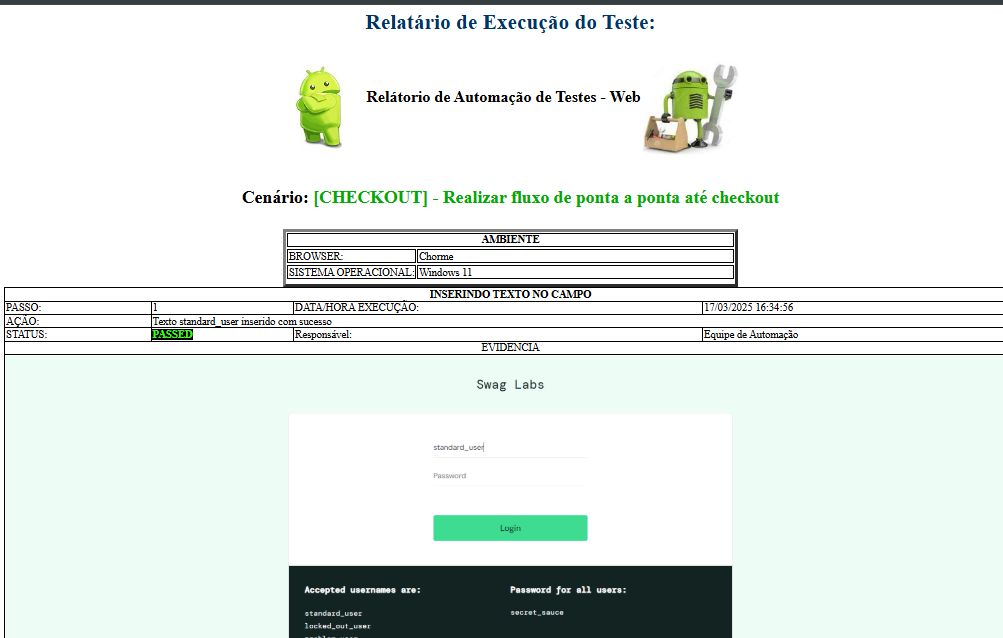 Relatário de Execução do Teste:
Relátorio de Automação de Testes - Web
Cenário: [CHECKOUT] - Realizar fluxo de ponta a ponta até checkout
AMBIENTE
BROWSER: Chorme
SISTEMA OPERACIONAL: Windows 11
INSERINDO TEXTO NO CAMPO
PASSO: 1 DATA/HORA EXECUÇÃO: 17/03/2025 16:34:56
AÇÃO: Texto standard_user inserido com sucesso
STATUS: PASSED Responsável: Equipe de Automação
EVIDENCIA
Swag Labs
standard_user
Password
Login
Accepted usernames are: Password for all users:
standard_user secret_sauce
locked_out_user